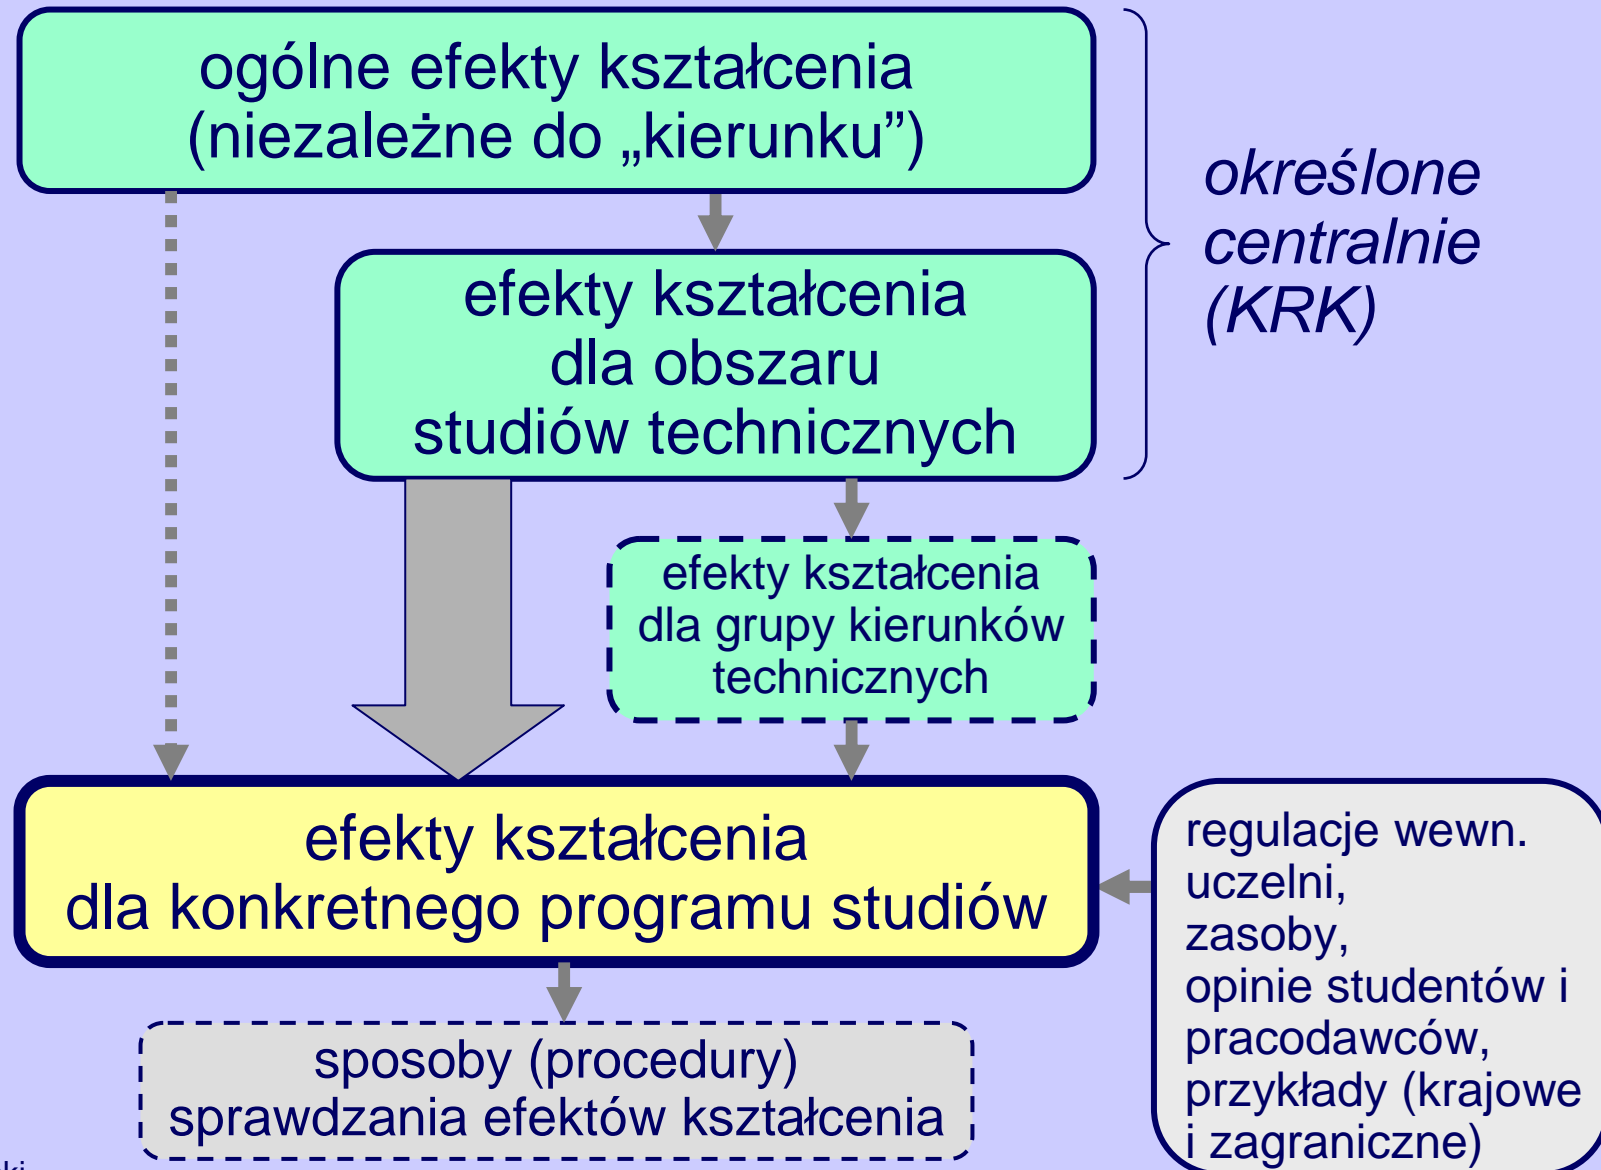 ogólne efekty kształcenia
(niezależne do „kierunku”)
określone
centralnie
(KRK)
efekty kształcenia
dla obszaru
studiów technicznych
efekty kształcenia
dla grupy kierunków
technicznych
efekty kształcenia
dla konkretnego programu studiów
regulacje wewn.
uczelni,
zasoby,
opinie studentów i
pracodawców,
przykłady (krajowe
i zagraniczne)
sposoby (procedury)
sprawdzania efektów kształcenia